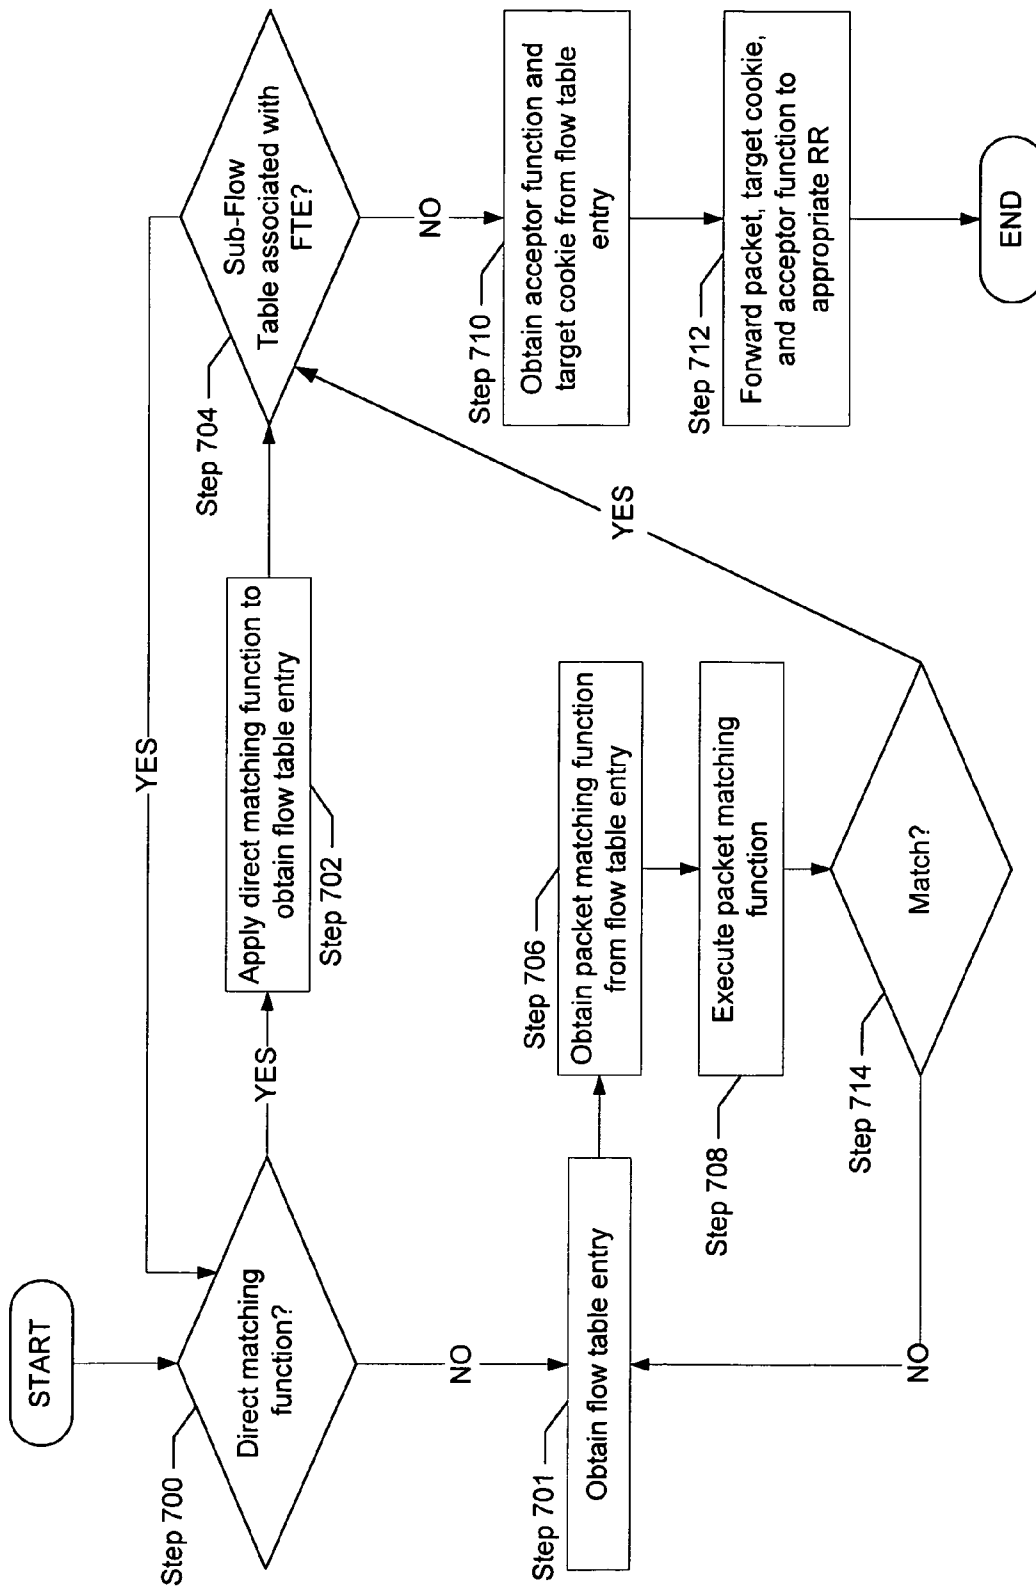 START
Step 700
Direct matching
function?
YES
Apply direct matching function to
obtain flow table entry
Step 702
YES
Step 704
Sub-Flow
Table associated with
FTE?
NO
NO
Step 701
Obtain flow table entry
Step 706
Obtain packet matching function
from flow table entry
Step 708
Execute packet matching
function
Step 714
Match?
NO
YES
Step 710
Obtain acceptor function and
target cookie from flow table
entry
Step 712
Forward packet, target cookie,
and acceptor function to
appropriate RR
END